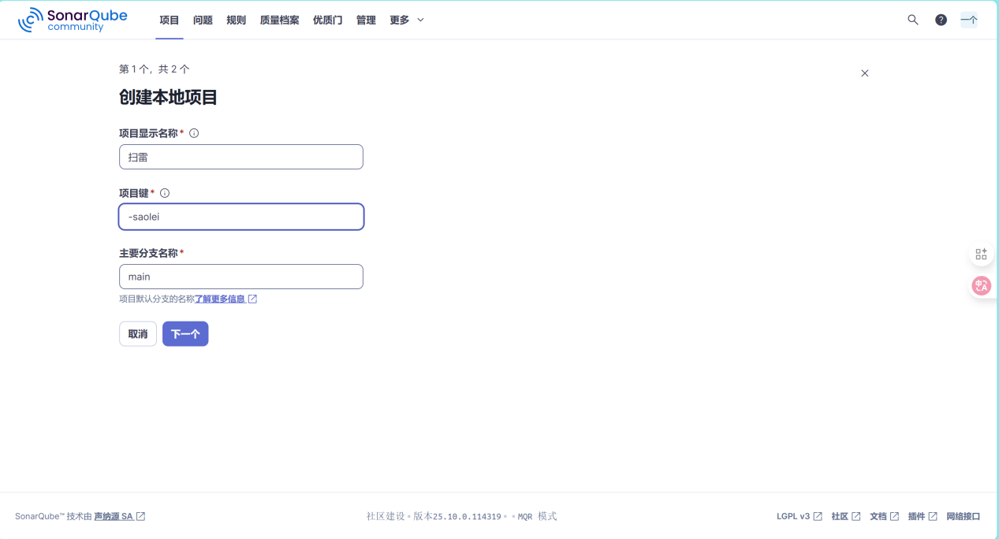 SonarQube community 项目 问题 规则 质量档案 优质门 管理 更多 一个
第 1 个，共 2 个
创建本地项目
项目显示名称*
扫雷
项目键*
-saolei
主要分支名称*
main
项目默认分支的名称了解更多信息
取消 下一个
SonarQube™ 技术由 声纳源 SA 社区建设 • 版本25.10.0.114319 • • MQR 模式 LGPL v3 社区 文档 插件 网络接口